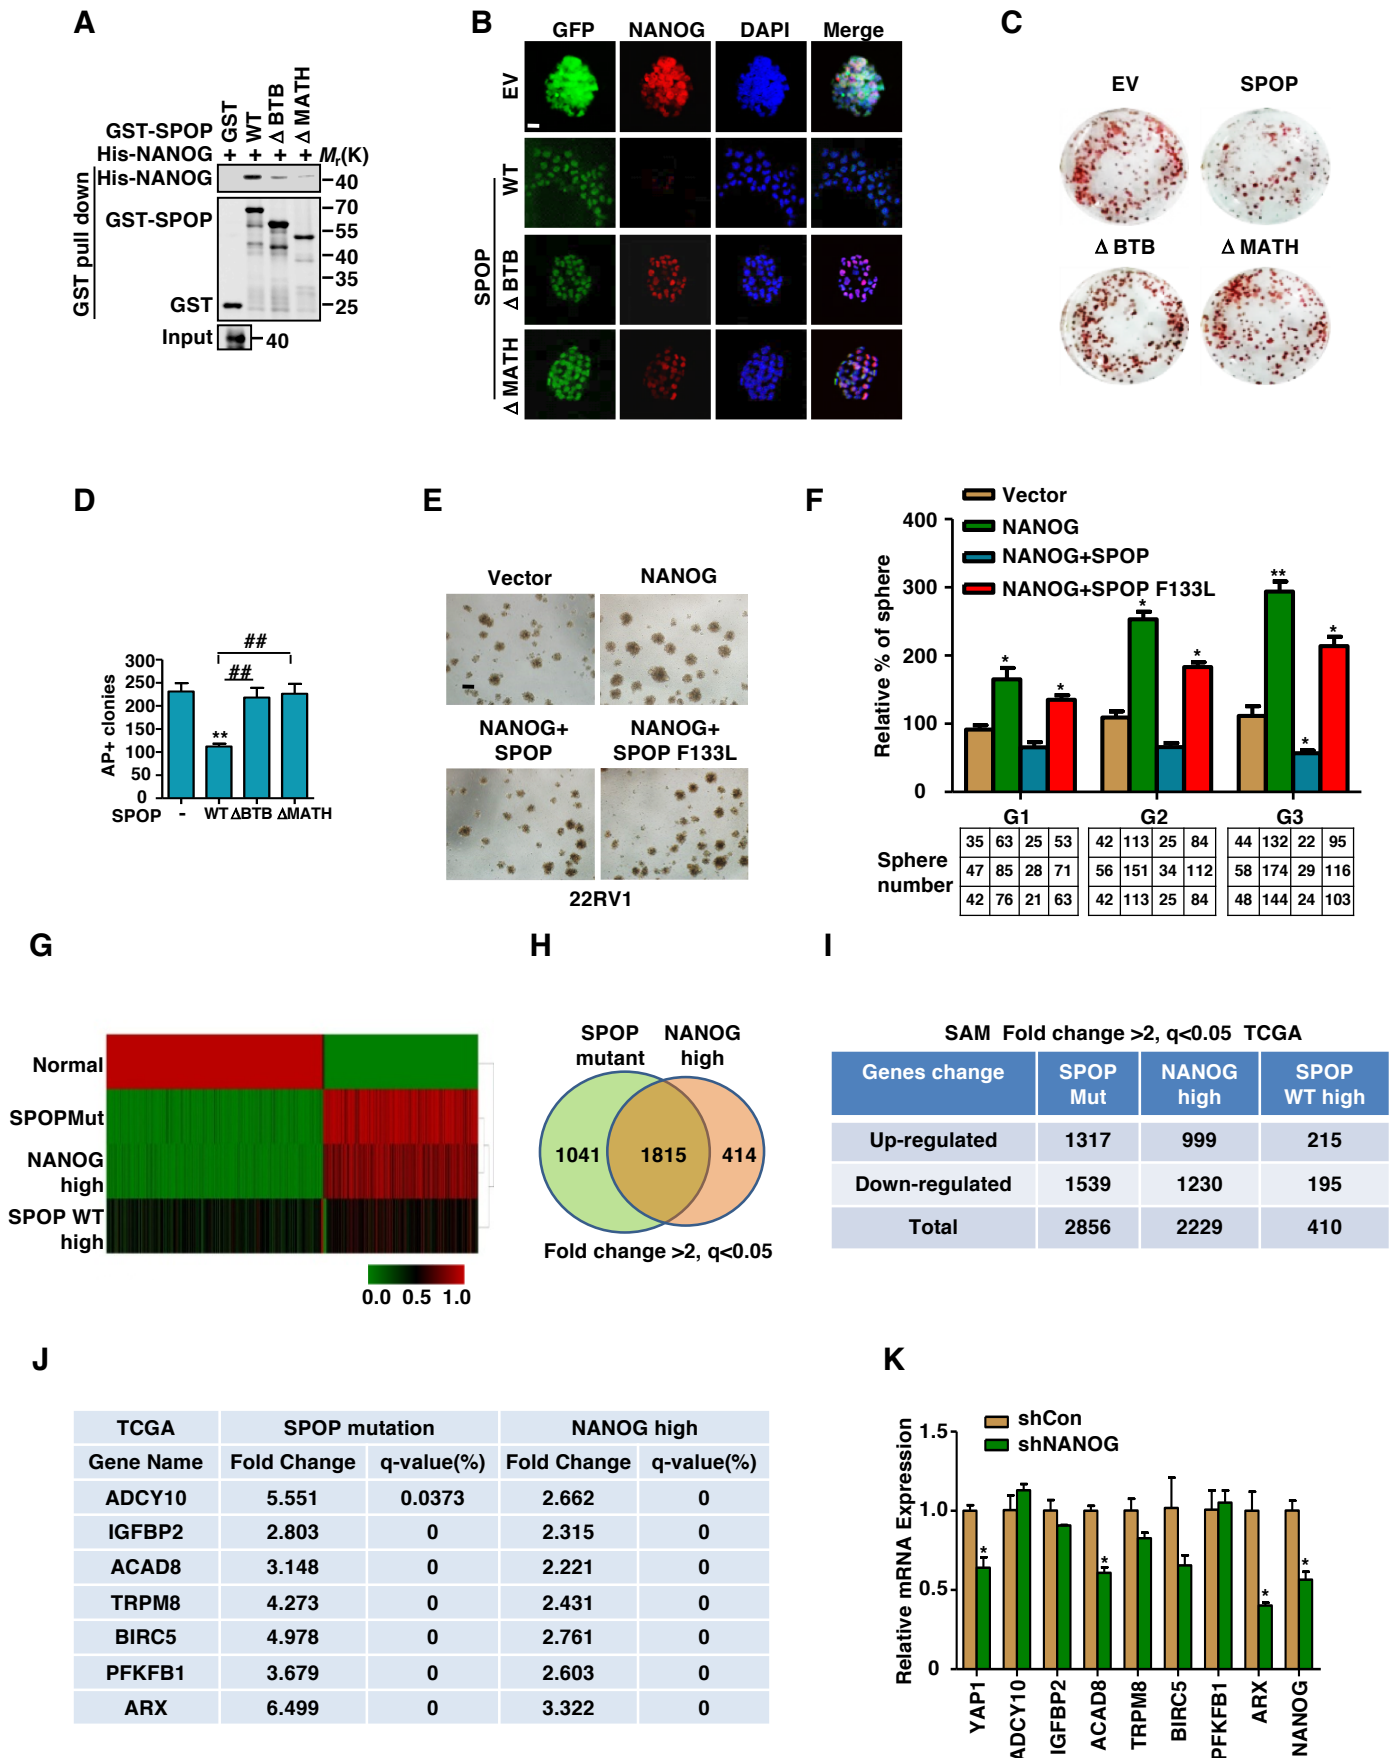 A
GST-SPOP GST WT Δ BTB Δ MATH
His-NANOG + + + + Mr(K)
GST pull down
His-NANOG 40
GST-SPOP
70
55
40
35
GST 25
Input 40
B
GFP NANOG DAPI Merge
EV
SPOP
WT
Δ BTB
Δ MATH
C
EV SPOP
Δ BTB Δ MATH
D
AP+ clonies
300
250
200
150
100
50
0
##
##
**
SPOP - WT ΔBTB ΔMATH
E
Vector NANOG
NANOG+ SPOP
NANOG+ SPOP F133L
22RV1
F
Vector
NANOG
NANOG+SPOP
NANOG+SPOP F133L
Relative % of sphere
400
300
200
100
0
* * * * ** * *
G1 G2 G3
Sphere number
35 63 25 53 42 113 25 84 44 132 22 95
47 85 28 71 56 151 34 112 58 174 29 116
42 76 21 63 42 113 25 84 48 144 24 103
G
Normal
SPOPMut
NANOG high
SPOP WT high
0.0 0.5 1.0
H
SPOP mutant
NANOG high
1041 1815 414
Fold change >2, q<0.05
I
SAM Fold change >2, q<0.05 TCGA
Genes change SPOP Mut NANOG high SPOP WT high
Up-regulated 1317 999 215
Down-regulated 1539 1230 195
Total 2856 2229 410
J
TCGA SPOP mutation NANOG high
Gene Name Fold Change q-value(%) Fold Change q-value(%)
ADCY10 5.551 0.0373 2.662 0
IGFBP2 2.803 0 2.315 0
ACAD8 3.148 0 2.221 0
TRPM8 4.273 0 2.431 0
BIRC5 4.978 0 2.761 0
PFKFB1 3.679 0 2.603 0
ARX 6.499 0 3.322 0
K
shCon
shNANOG
Relative mRNA Expression
1.5
1.0
0.5
0
* * * *
YAP1 ADCY10 IGFBP2 ACAD8 TRPM8 BIRC5 PFKFB1 ARX NANOG